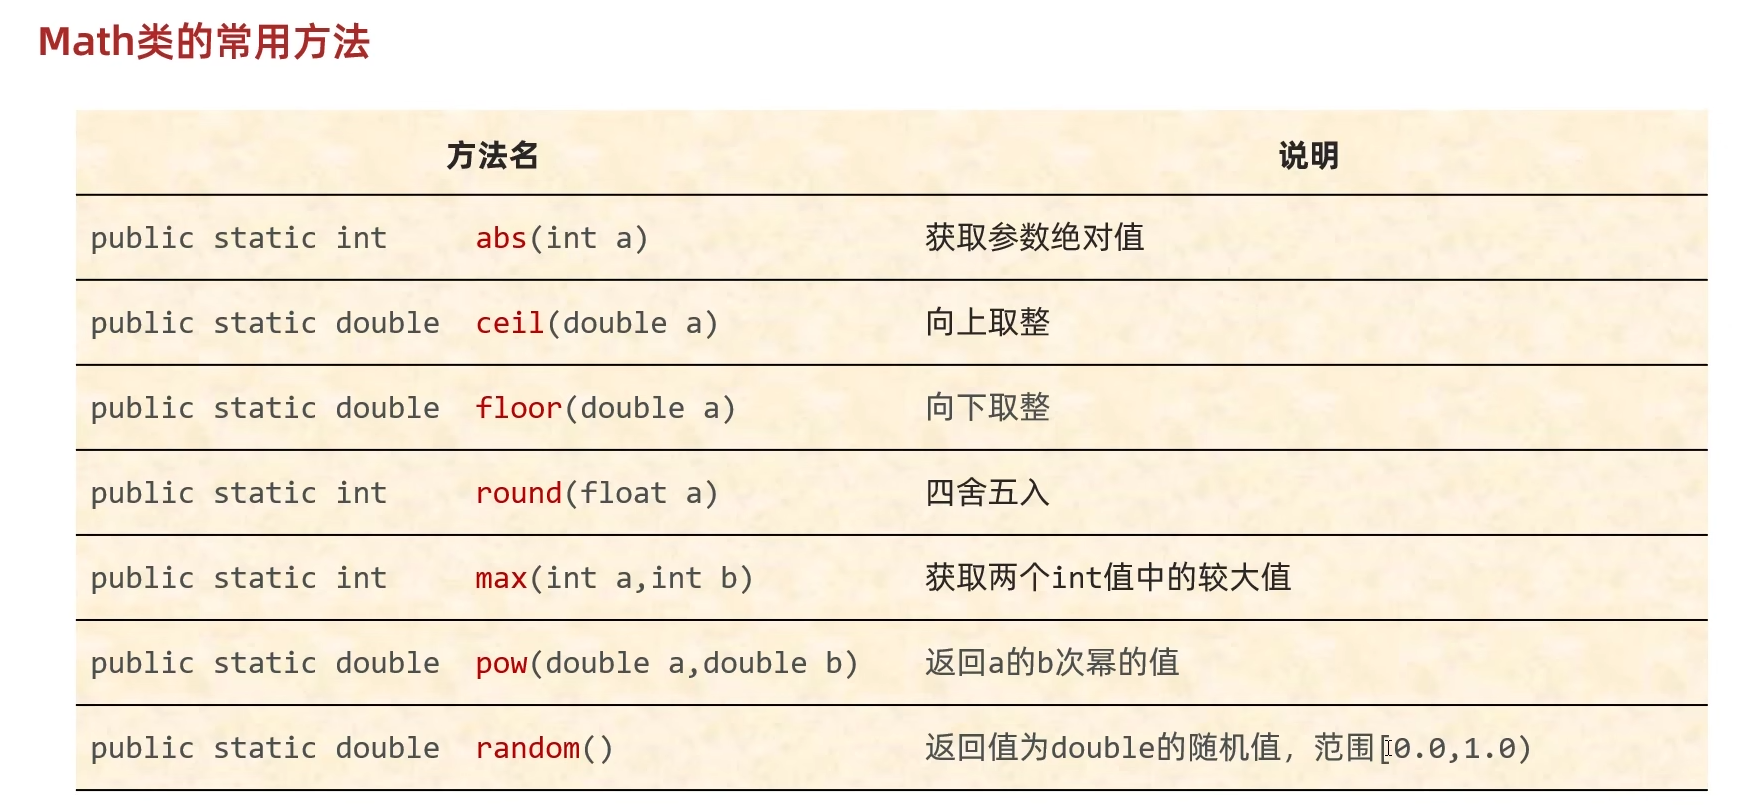 Math类的常用方法
方法名 说明
public static int abs(int a) 获取参数绝对值
public static double ceil(double a) 向上取整
public static double floor(double a) 向下取整
public static int round(float a) 四舍五入
public static int max(int a,int b) 获取两个int值中的较大值
public static double pow(double a,double b) 返回a的b次幂的值
public static double random() 返回值为double的随机值，范围[0.0,1.0)